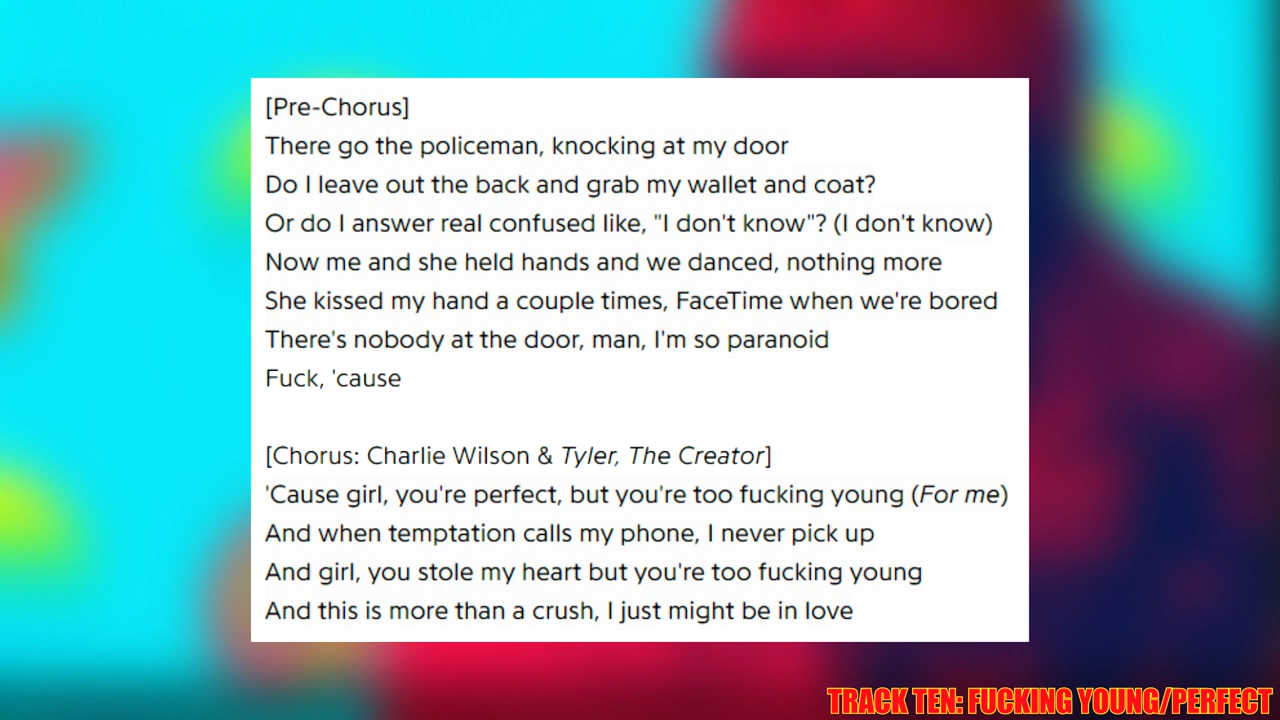 [Pre-Chorus]
There go the policeman, knocking at my door
Do I leave out the back and grab my wallet and coat?
Or do I answer real confused like, "I don't know"? (I don't know)
Now me and she held hands and we danced, nothing more
She kissed my hand a couple times, FaceTime when we're bored
There's nobody at the door, man, I'm so paranoid
Fuck, 'cause
[Chorus: Charlie Wilson & Tyler, The Creator]
'Cause girl, you're perfect, but you're too fucking young (For me)
And when temptation calls my phone, I never pick up
And girl, you stole my heart but you're too fucking young
And this is more than a crush, I just might be in love
TRACK TEN: FUCKING YOUNG/PERFECT